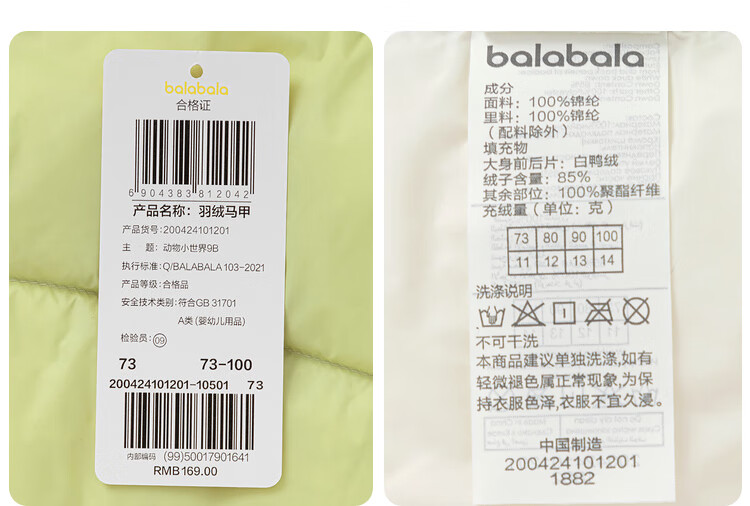 balabala
合格证
6 904383 812042
产品名称：羽绒马甲
产品货号：200424101201
主　题：动物小世界9B
执行标准：Q/BALABALA 103-2021
产品等级：合格品
安全技术类别：符合GB 31701
A类（婴幼儿用品）
检验员：09
73 73-100
200424101201-10501 73
内部编码 (99)50017901641
RMB169.00
balabala
成分
面料：100%锦纶
里料：100%锦纶
（配料除外）
填充物
大身前后片：白鸭绒
绒子含量：85%
其余部位：100%聚酯纤维
充绒量（单位：克）
73 80 90 100
11 12 13 14
洗涤说明
不可干洗
本商品建议单独洗涤,如有
轻微褪色属正常现象,为保
持衣服色泽,衣服不宜久浸。
中国制造
200424101201
1882